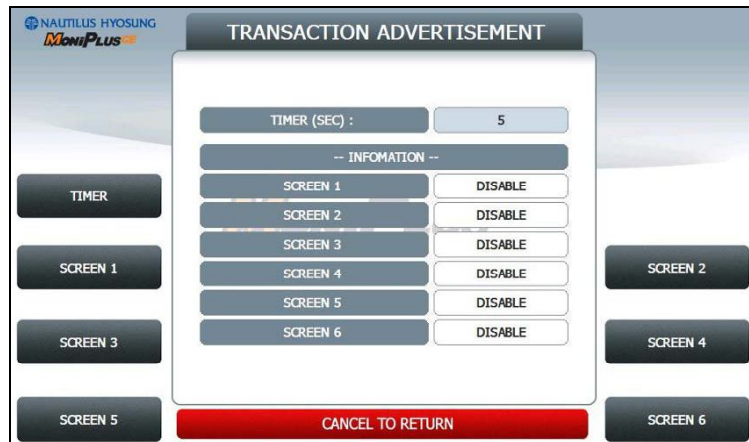 NAUTILUS HYOSUNG
MONIPLUS CE
TRANSACTION ADVERTISEMENT
TIMER (SEC) : 5
-- INFOMATION --
SCREEN 1 DISABLE
SCREEN 2 DISABLE
SCREEN 3 DISABLE
SCREEN 4 DISABLE
SCREEN 5 DISABLE
SCREEN 6 DISABLE
TIMER
SCREEN 1
SCREEN 2
SCREEN 3
SCREEN 4
SCREEN 5
CANCEL TO RETURN
SCREEN 6